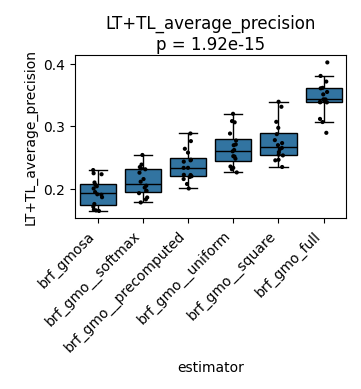 LT+TL_average_precision
p = 1.92e-15
LT+TL_average_precision
0.4
0.3
0.2
brf_gmosa
brf_gmo__softmax
brf_gmo__precomputed
brf_gmo__uniform
brf_gmo__square
brf_gmo_full
estimator